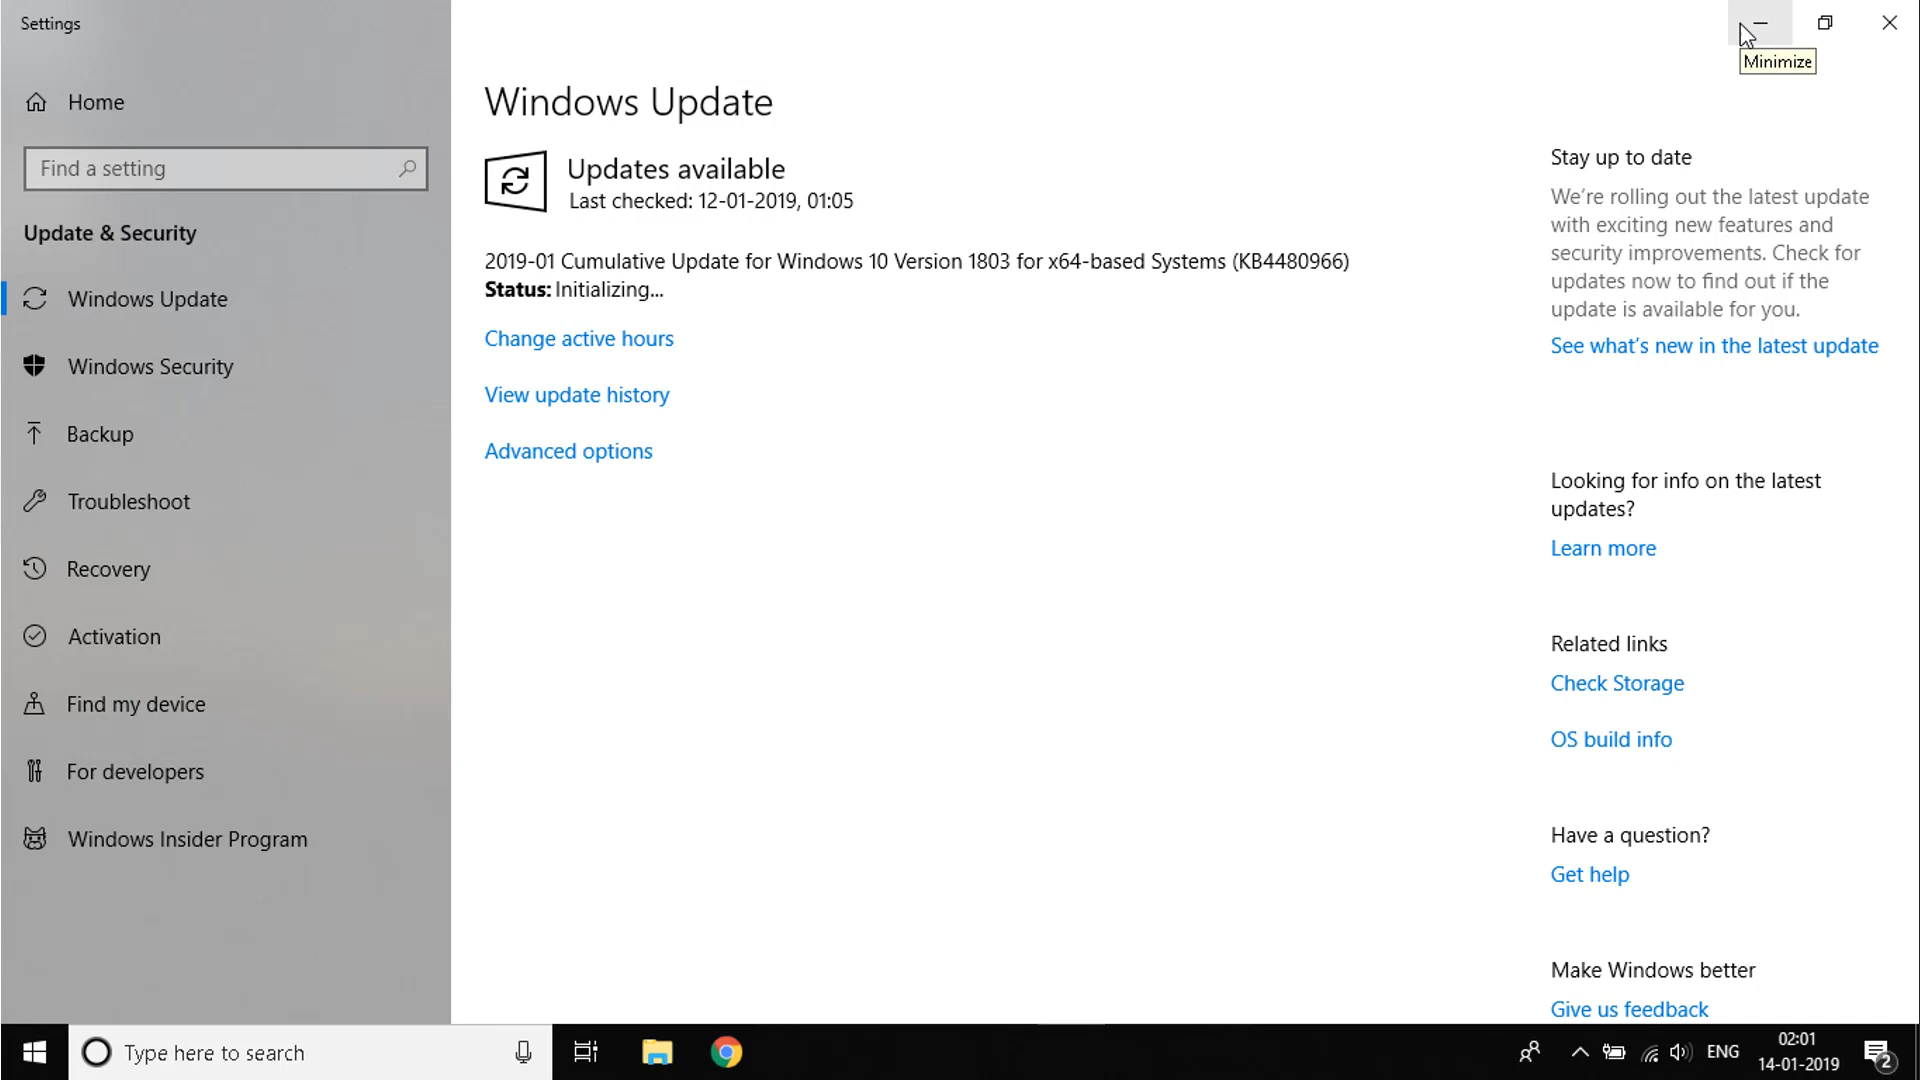 Settings
Minimize
Home
Find a setting
Update & Security
Windows Update
Windows Security
Backup
Troubleshoot
Recovery
Activation
Find my device
For developers
Windows Insider Program
Windows Update
Updates available
Last checked: 12-01-2019, 01:05
2019-01 Cumulative Update for Windows 10 Version 1803 for x64-based Systems (KB4480966)
Status: Initializing...
Change active hours
View update history
Advanced options
Stay up to date
We’re rolling out the latest update
with exciting new features and
security improvements. Check for
updates now to find out if the
update is available for you.
See what’s new in the latest update
Looking for info on the latest
updates?
Learn more
Related links
Check Storage
OS build info
Have a question?
Get help
Make Windows better
Give us feedback
Type here to search
ENG
02:01
14-01-2019
2